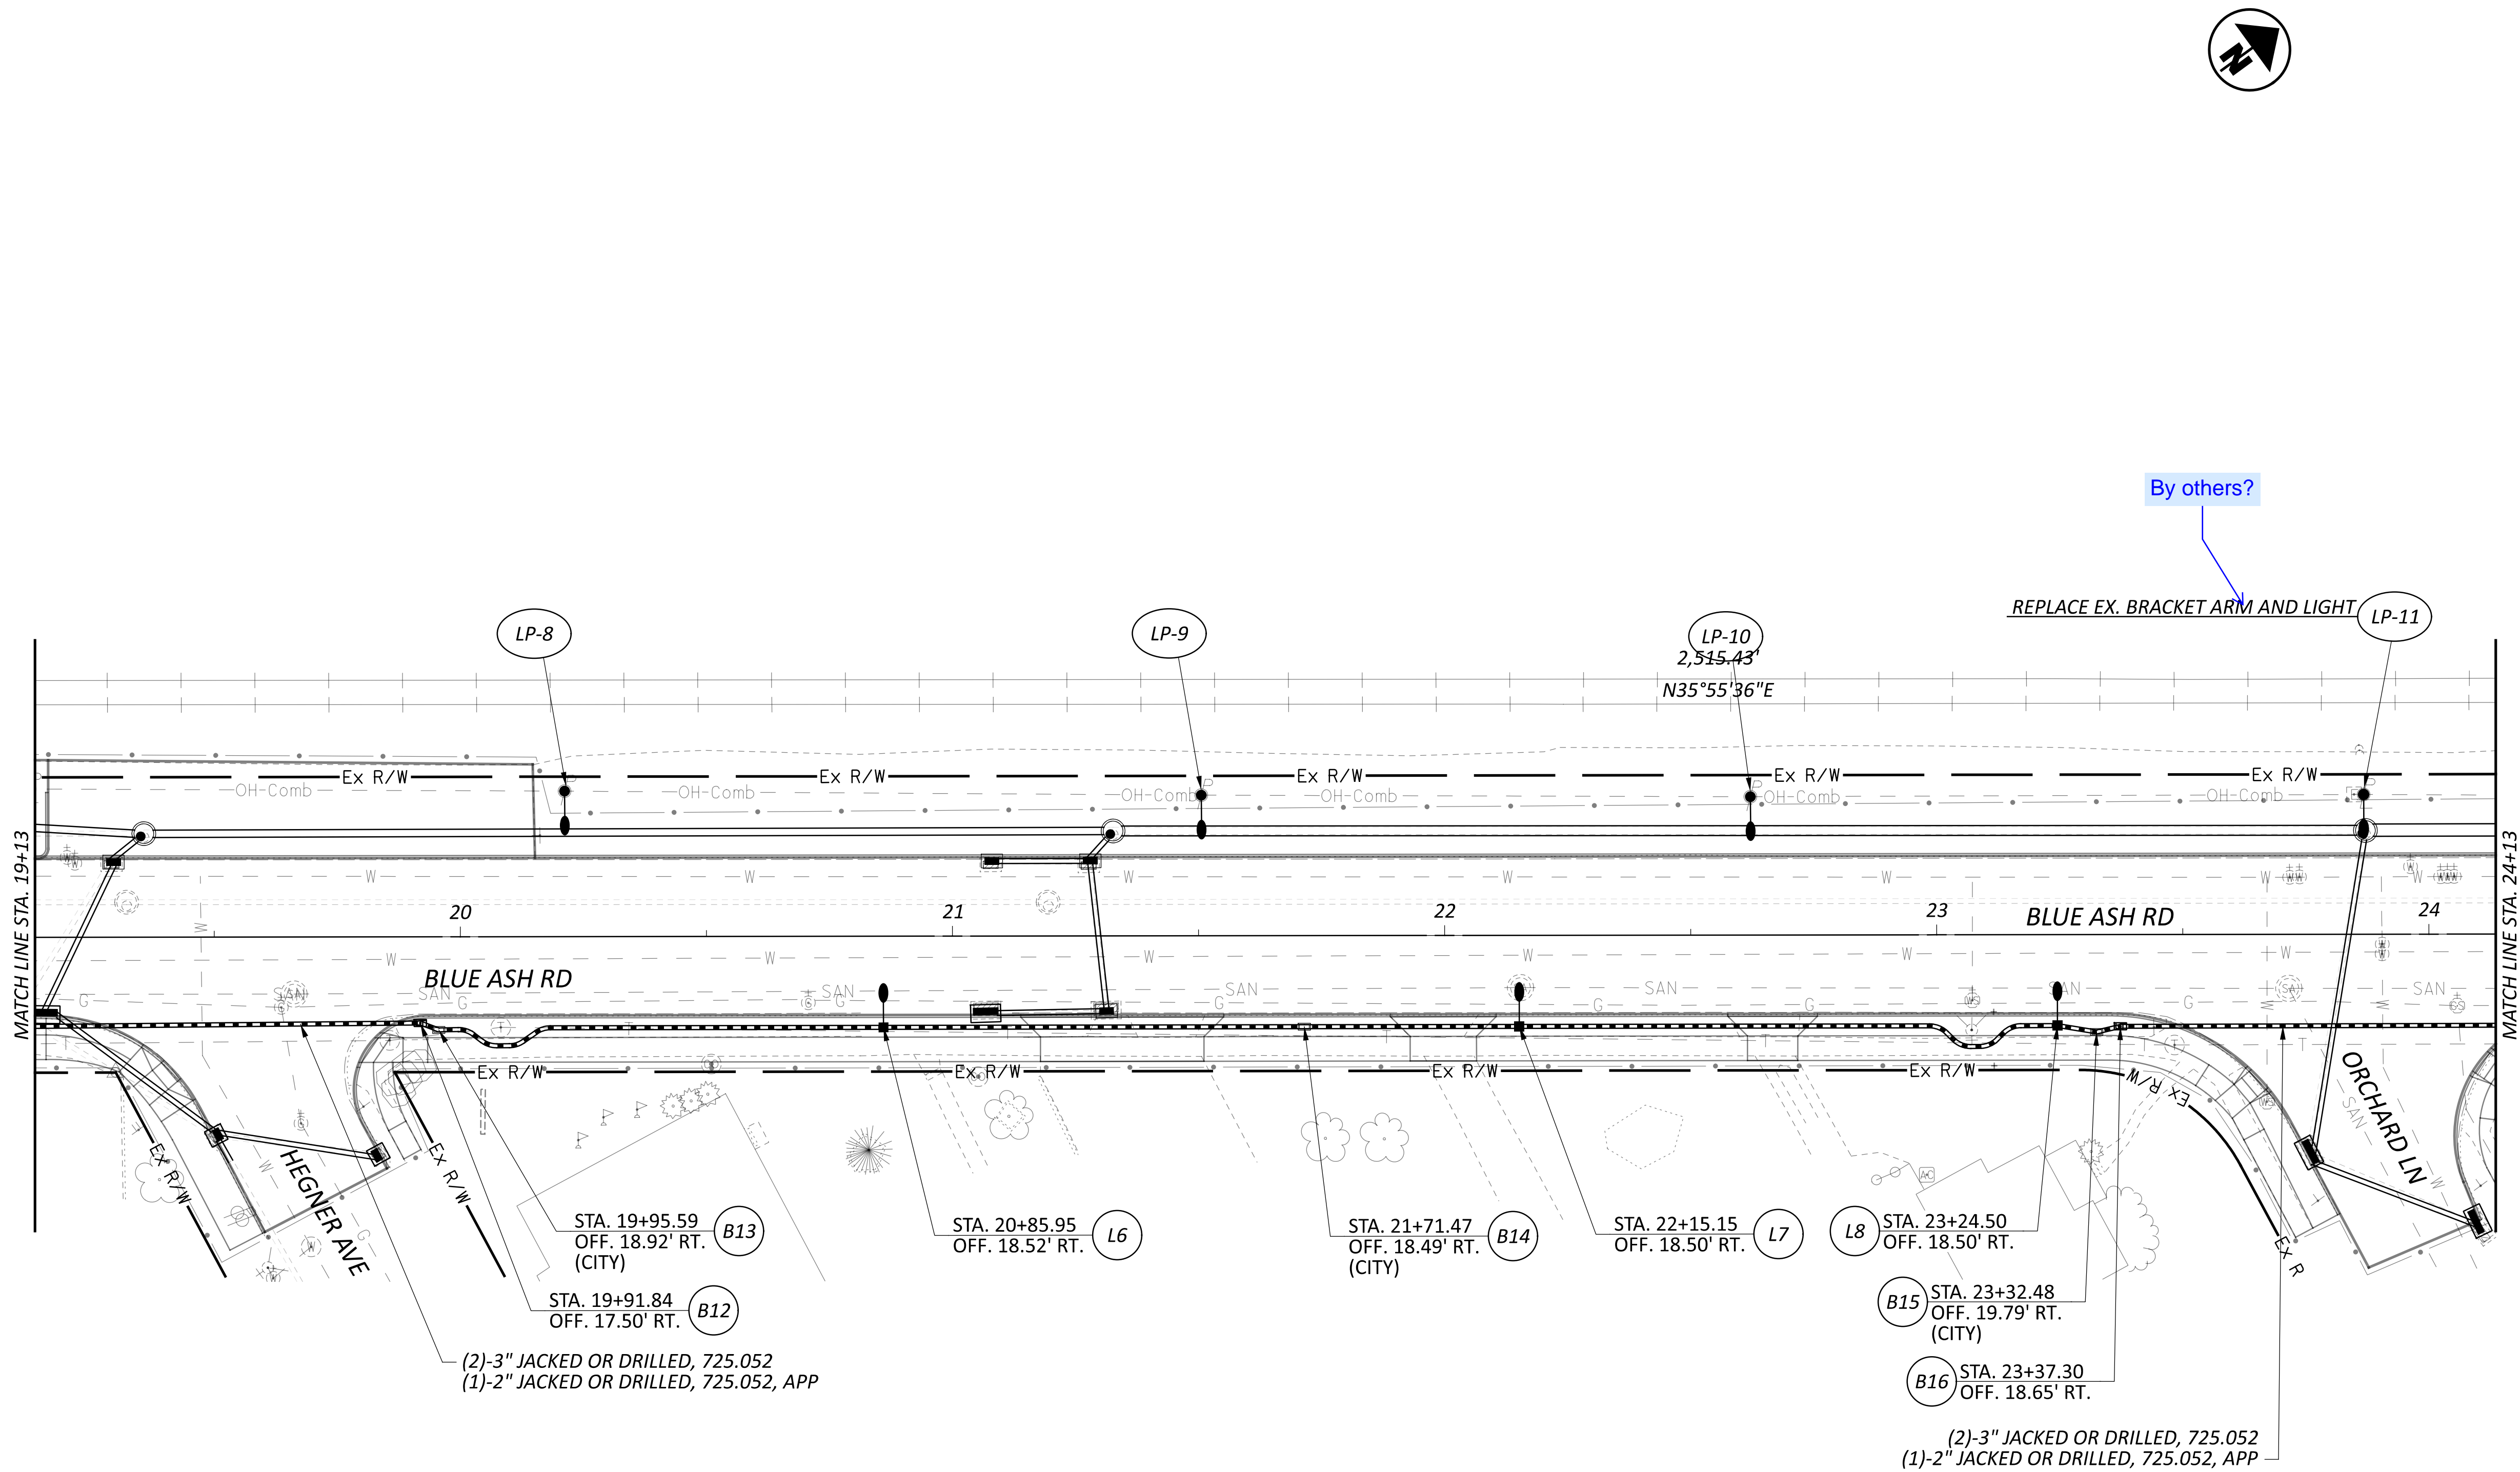 N
By others?
REPLACE EX. BRACKET ARM AND LIGHT
LP-8
LP-9
LP-10
LP-11
2,515.43'
N35°55'36"E
MATCH LINE STA. 19+13
MATCH LINE STA. 24+13
Ex R/W
Ex R/W
Ex R/W
Ex R/W
Ex R/W
P
P
P
P
OH-Comb
OH-Comb
OH-Comb
OH-Comb
OH-Comb
OH-Comb
W
W
W
W
W
W
W
20
21
22
23
24
BLUE ASH RD
BLUE ASH RD
W
W
W
W
W
W
SAN
SAN
SAN
SAN
SAN
SAN
SAN
G
G
G
G
G
G
G
Ex R/W
Ex R/W
Ex R/W
Ex R/W
Ex R/W
Ex R/W
Ex R/W
Ex R
HEGNER AVE
ORCHARD LN
SAN
W
W
G
AC
STA. 19+95.59
OFF. 18.92' RT.
(CITY)
B13
STA. 20+85.95
OFF. 18.52' RT.
L6
STA. 21+71.47
OFF. 18.49' RT.
(CITY)
B14
STA. 22+15.15
OFF. 18.50' RT.
L7
L8
STA. 23+24.50
OFF. 18.50' RT.
STA. 19+91.84
OFF. 17.50' RT.
B12
B15
STA. 23+32.48
OFF. 19.79' RT.
(CITY)
(2)-3" JACKED OR DRILLED, 725.052
(1)-2" JACKED OR DRILLED, 725.052, APP
B16
STA. 23+37.30
OFF. 18.65' RT.
(2)-3" JACKED OR DRILLED, 725.052
(1)-2" JACKED OR DRILLED, 725.052, APP